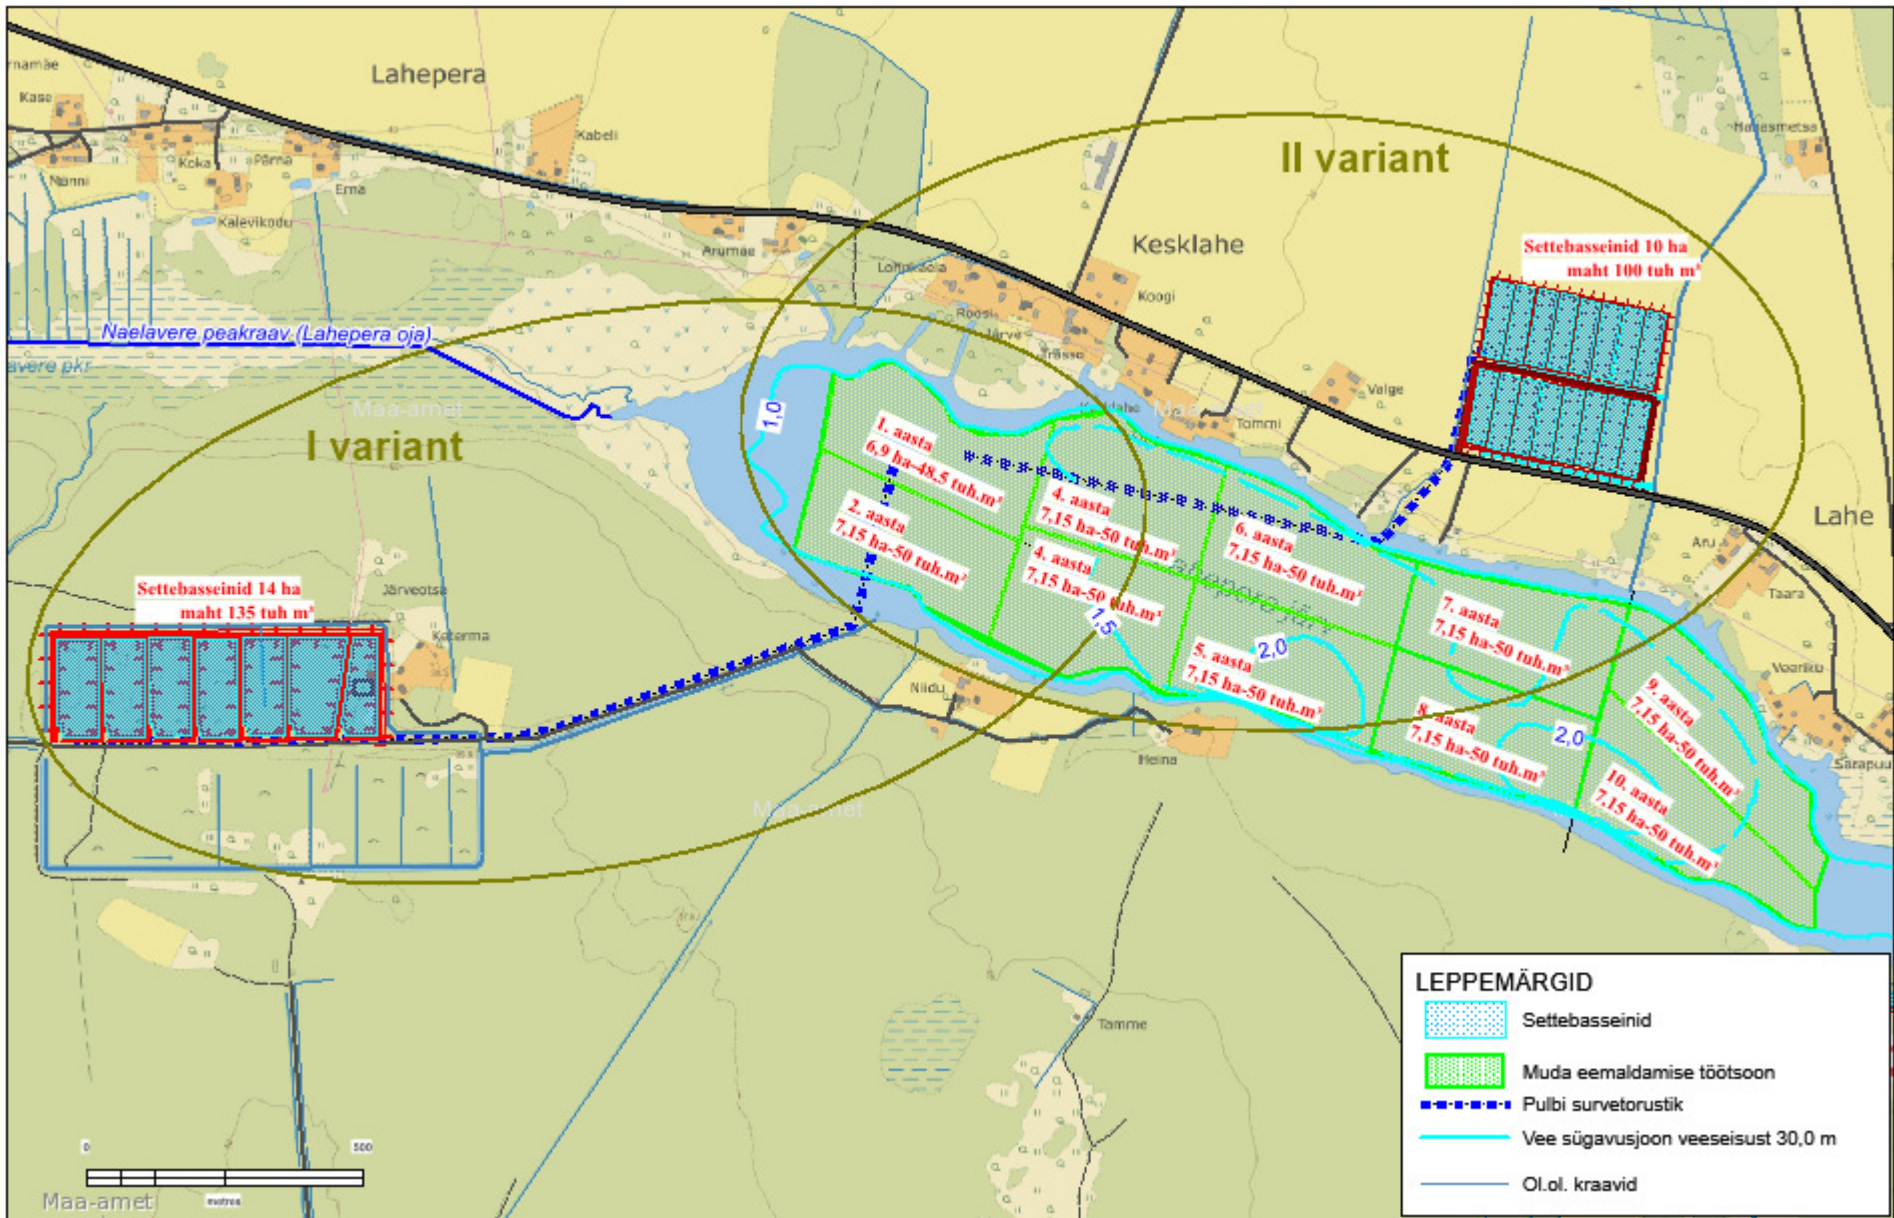 Lahepera
rnamäe
Kase
Kabeli
Koka
Pärna
Nanni
Erna
Kalevikodu
Arumäe
II variant
Hanasmetsa
Kesklahe
Settebasseinid 10 ha
maht 100 tuh m³
Koogi
Roosi
Järve
Trasso
Naelavere peakraav (Lahepera oja)
avere pkr
Maa-amet
I variant
1,0
Valge
Maa-amet
Tommi
1. aasta
6,9 ha-48.5 tuh.m³
2. aasta
7,15 ha-50 tuh.m³
4. aasta
7,15 ha-50 tuh.m³
4. aasta
7,15 ha-50 tuh.m³
6. aasta
7,15 ha-50 tuh.m³
Lahe
Aru
Taara
Settebasseinid 14 ha
maht 135 tuh m³
Järveotsa
Keterma
1,5
2,0
5. aasta
7,15 ha-50 tuh.m³
7. aasta
7,15 ha-50 tuh.m³
8. aasta
7,15 ha-50 tuh.m³
2,0
9. aasta
7,15 ha-50 tuh.m³
10. aasta
7,15 ha-50 tuh.m³
Veeriku
Sarapuu
Niidu
Heina
Maa-amet
Tamme
0
500
metres
Maa-amet
LEPPEMÄRGID
Settebasseinid
Muda eemaldamise töötsoon
Pulbi survetorustik
Vee sügavusjoon veeseisust 30,0 m
Ol.ol. kraavid